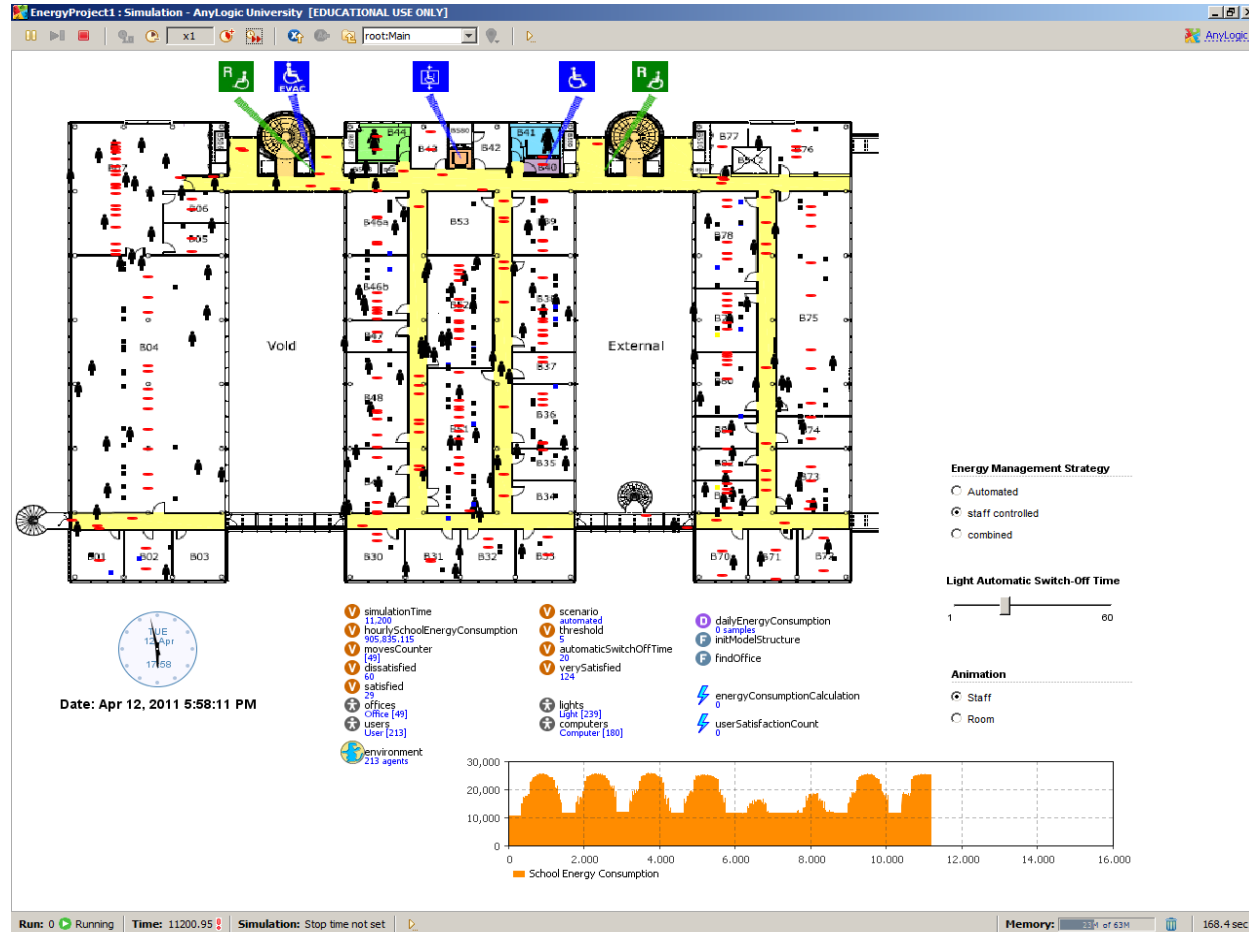 EnergyProject1 : Simulation - AnyLogic University [EDUCATIONAL USE ONLY]
x1
root:Main
AnyLogic
R
EVAC
R
B44
B43
B580
B42
B41
B40
B77
B76
B512
B07
B06
B05
B46a
B53
B39
B78
B46b
B52
B38
B04
Void
B47
External
B75
B37
B80
B48
B36
B51
B74
B35
B73
B34
B01
B02
B03
B30
B31
B32
B33
B70
B71
B72
Energy Management Strategy
Automated
staff controlled
combined
Light Automatic Switch-Off Time
1
60
Animation
Staff
Room
TUE
12 Apr
17:58
Date: Apr 12, 2011 5:58:11 PM
simulationTime
11,200
hourlySchoolEnergyConsumption
905,835.115
movesCounter
[49]
dissatisfied
60
satisfied
29
offices
Office [49]
users
User [213]
environment
213 agents
scenario
automated
threshold
5
automaticSwitchOffTime
20
verySatisfied
124
lights
Light [239]
computers
Computer [180]
dailyEnergyConsumption
0 samples
initModelStructure
findOffice
energyConsumptionCalculation
0
userSatisfactionCount
0
30,000
20,000
10,000
0
0 2.000 4.000 6.000 8.000 10.000 12.000 14.000 16.000
School Energy Consumption
Run: 0 Running Time: 11200.95 Simulation: Stop time not set Memory: 23M of 63M 168.4 sec